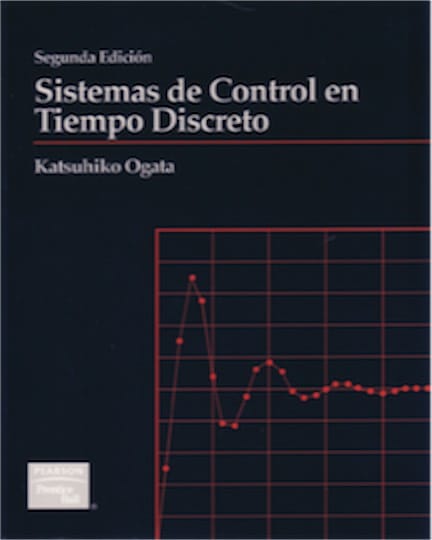 Segunda Edición
Sistemas de Control en
Tiempo Discreto
Katsuhiko Ogata
PEARSON
Prentice
Hall
®